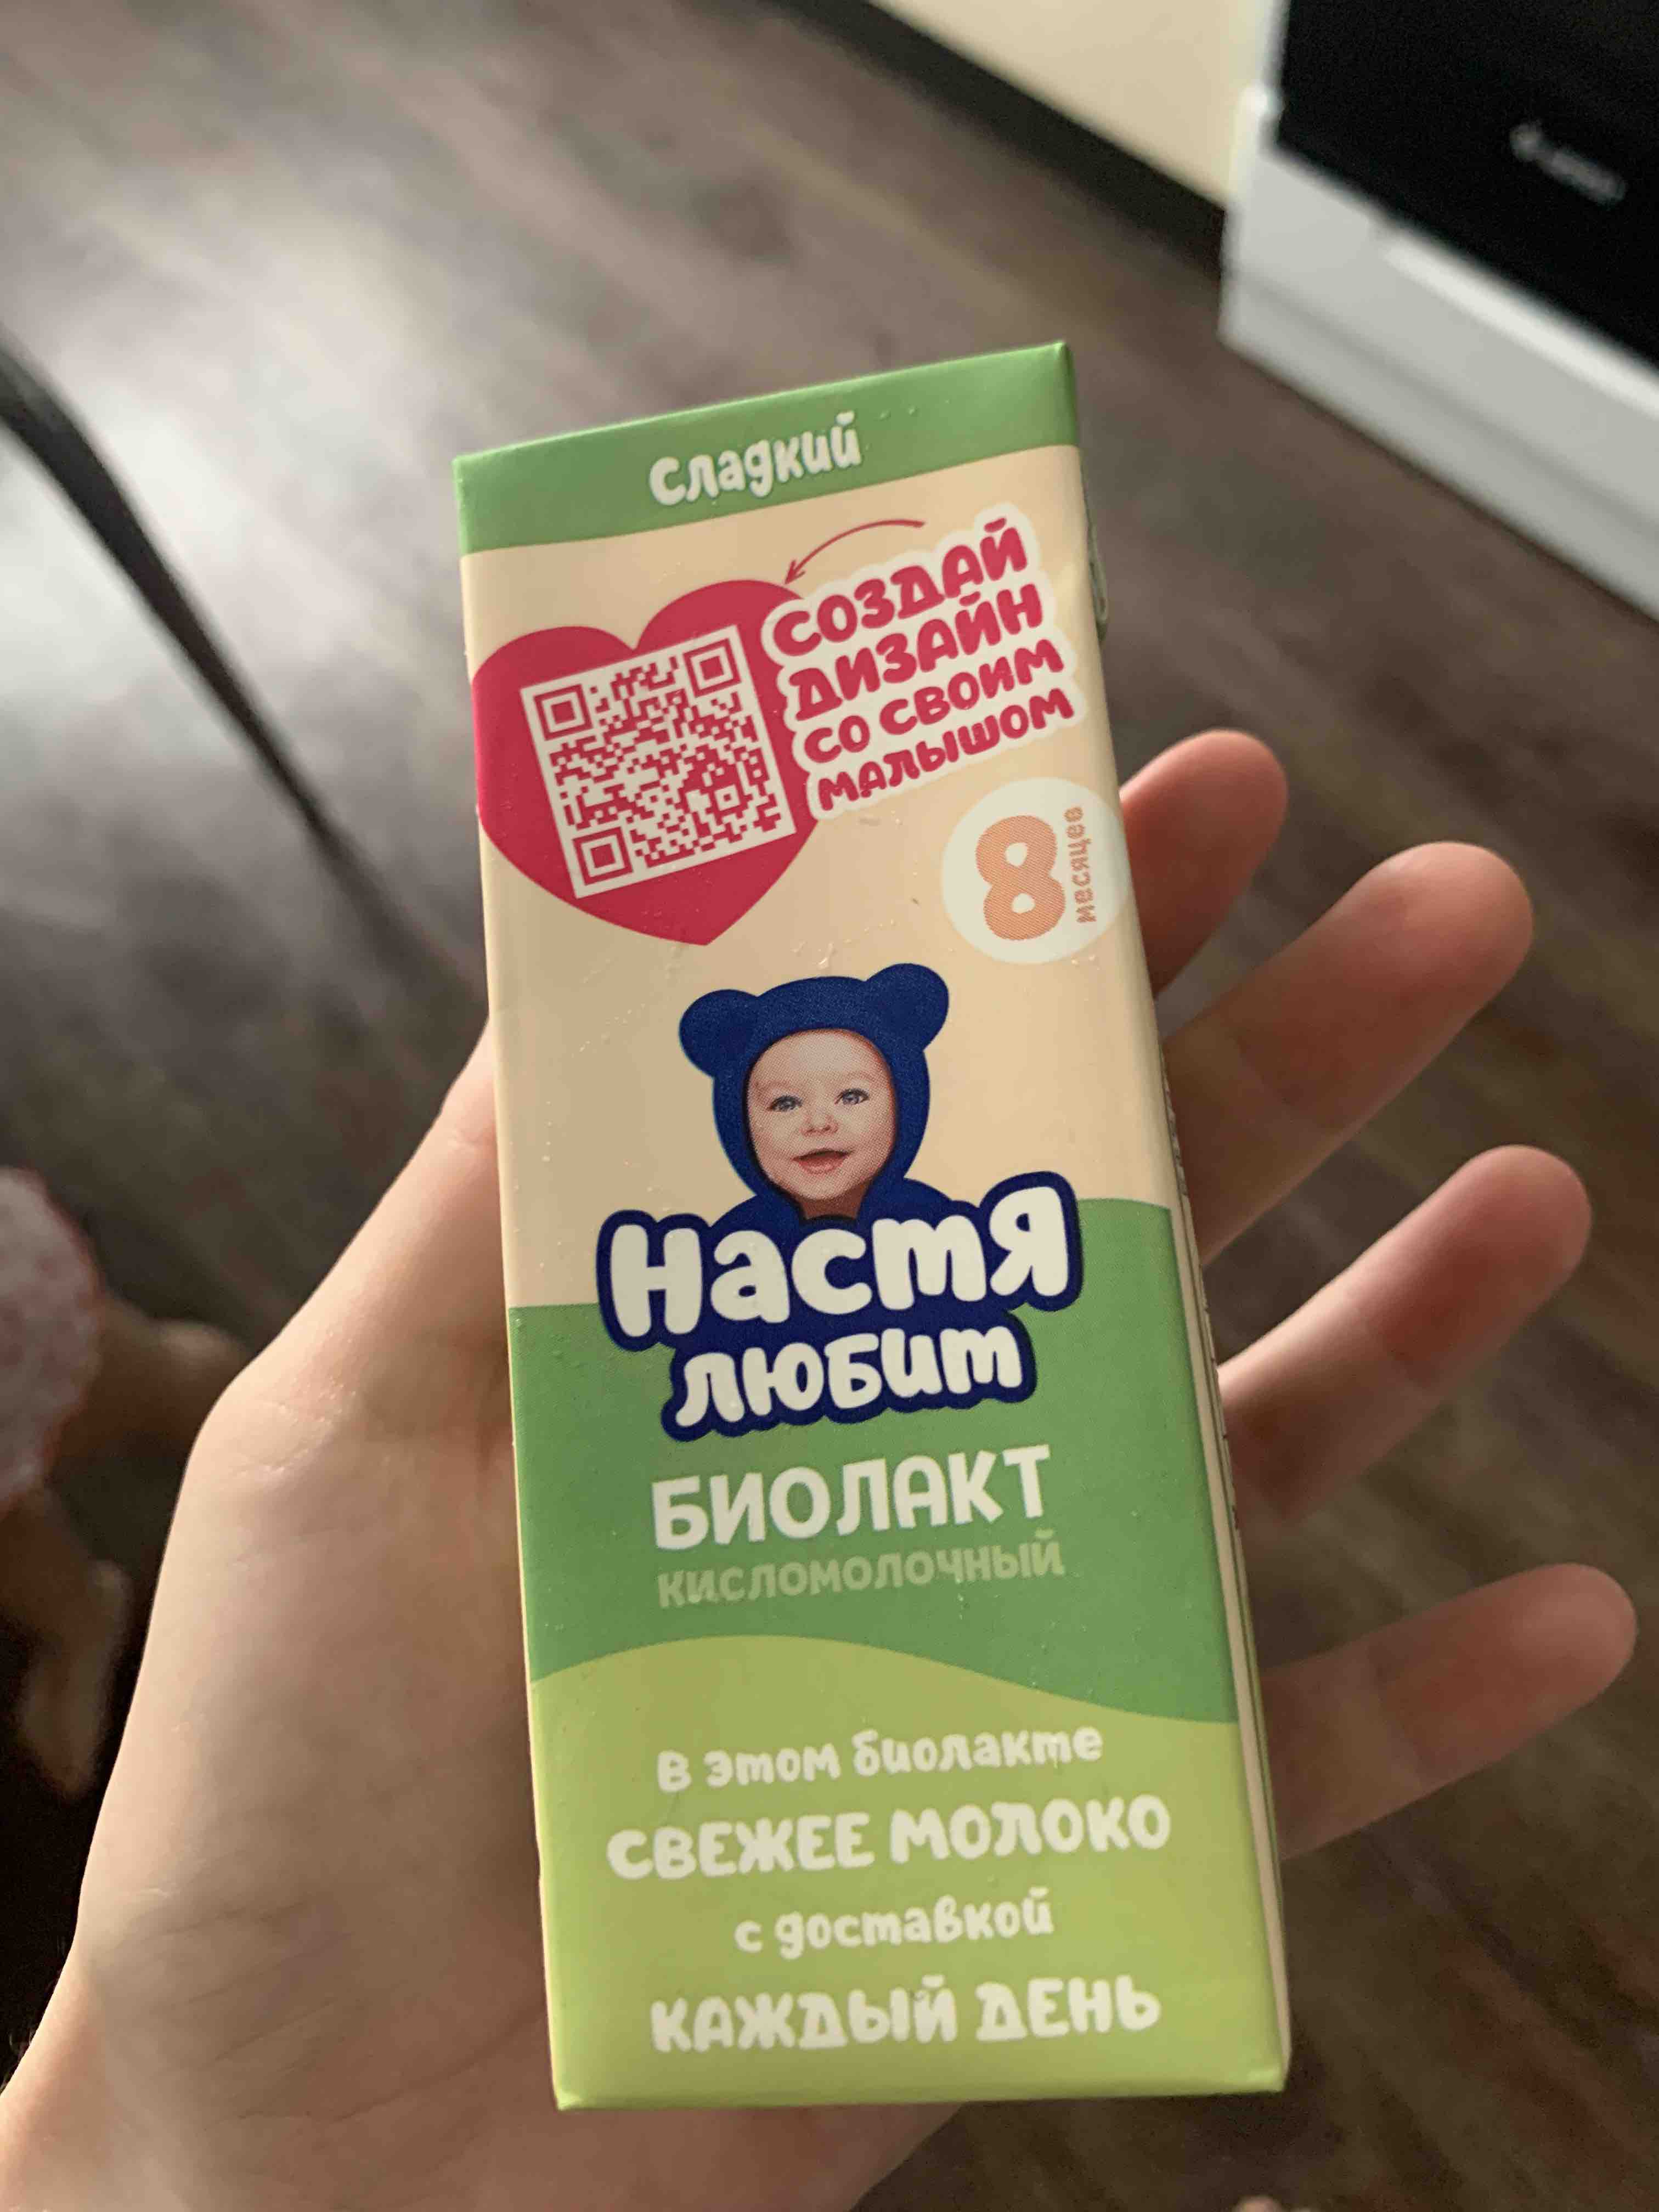 Сладкий
СОЗДАЙ
ДИЗАЙН
СО СВОИМ
МАЛЫШОМ
8 месяцев
Настя
любит
БИОЛАКТ
КИСЛОМОЛОЧНЫЙ
В этом биолакте
СВЕЖЕЕ МОЛОКО
с доставкой
КАЖДЫЙ ДЕНЬ